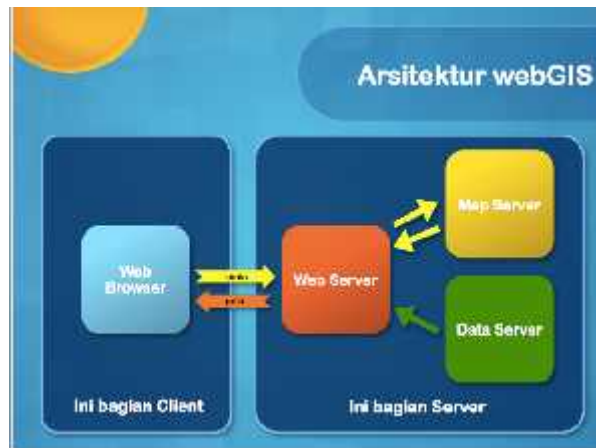 Arsitektur webGIS
Web
Browser
Web Server
Map Server
Data Server
Ini bagian Client
Ini bagian Server